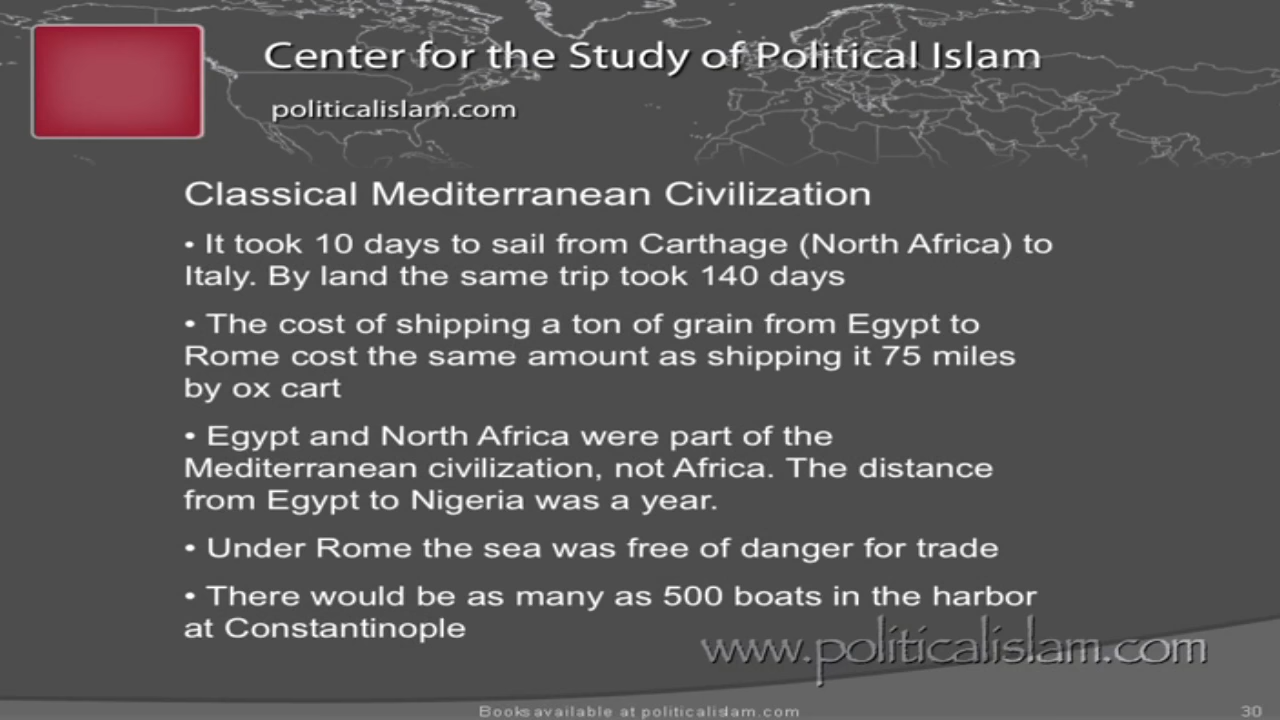 Center for the Study of Political Islam
politicalislam.com
Classical Mediterranean Civilization
• It took 10 days to sail from Carthage (North Africa) to
Italy. By land the same trip took 140 days
• The cost of shipping a ton of grain from Egypt to
Rome cost the same amount as shipping it 75 miles
by ox cart
• Egypt and North Africa were part of the
Mediterranean civilization, not Africa. The distance
from Egypt to Nigeria was a year.
• Under Rome the sea was free of danger for trade
• There would be as many as 500 boats in the harbor
at Constantinople
www.politicalislam.com
Books available at politicalislam.com
30